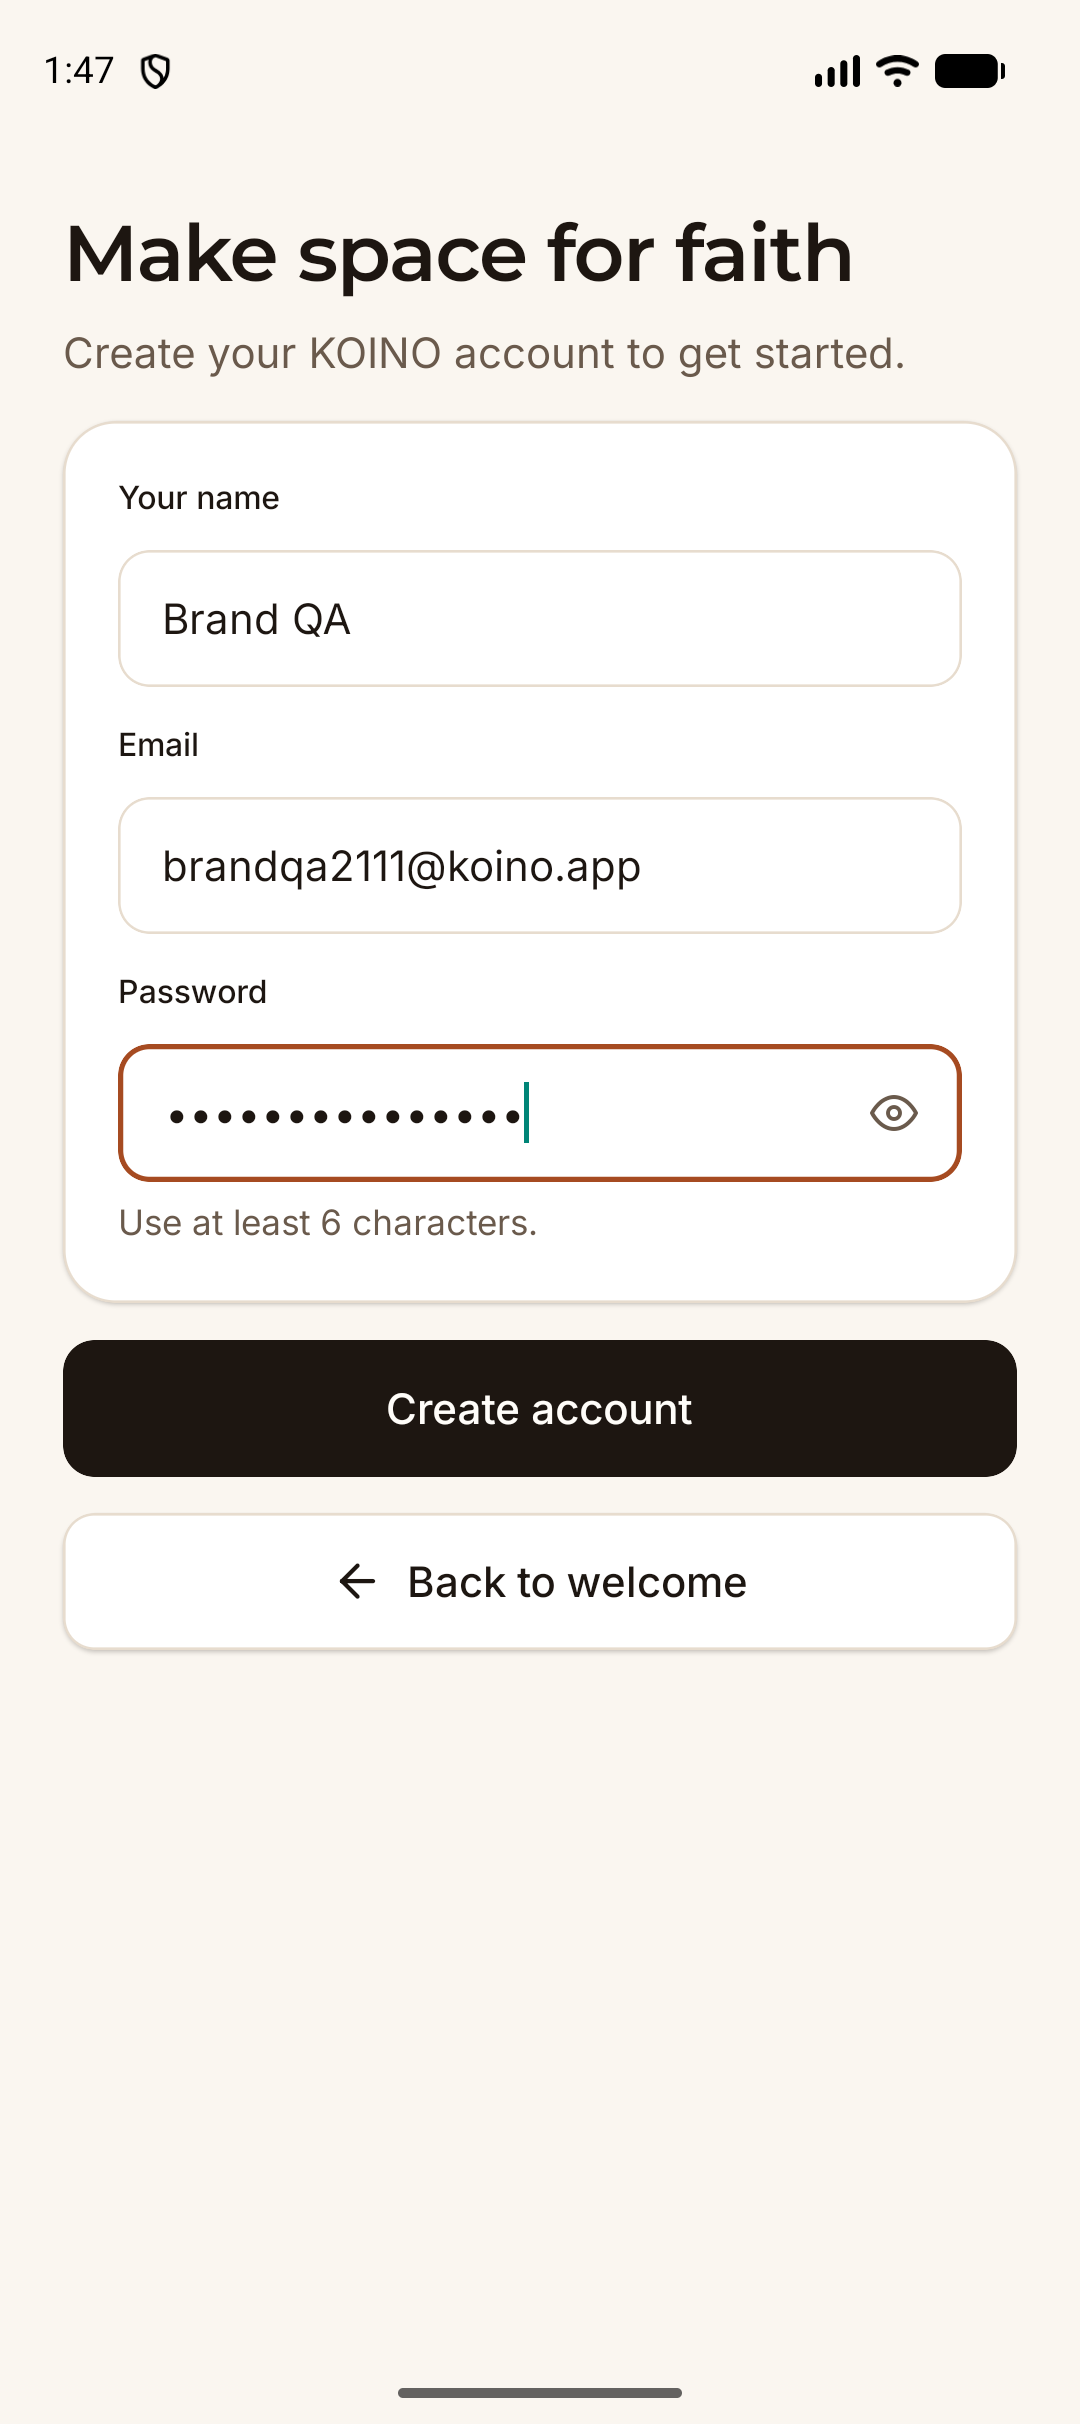 1:47
Make space for faith
Create your KOINO account to get started.
Your name
Brand QA
Email
brandqa2111@koino.app
Password
•••••••••••••••
Use at least 6 characters.
Create account
Back to welcome